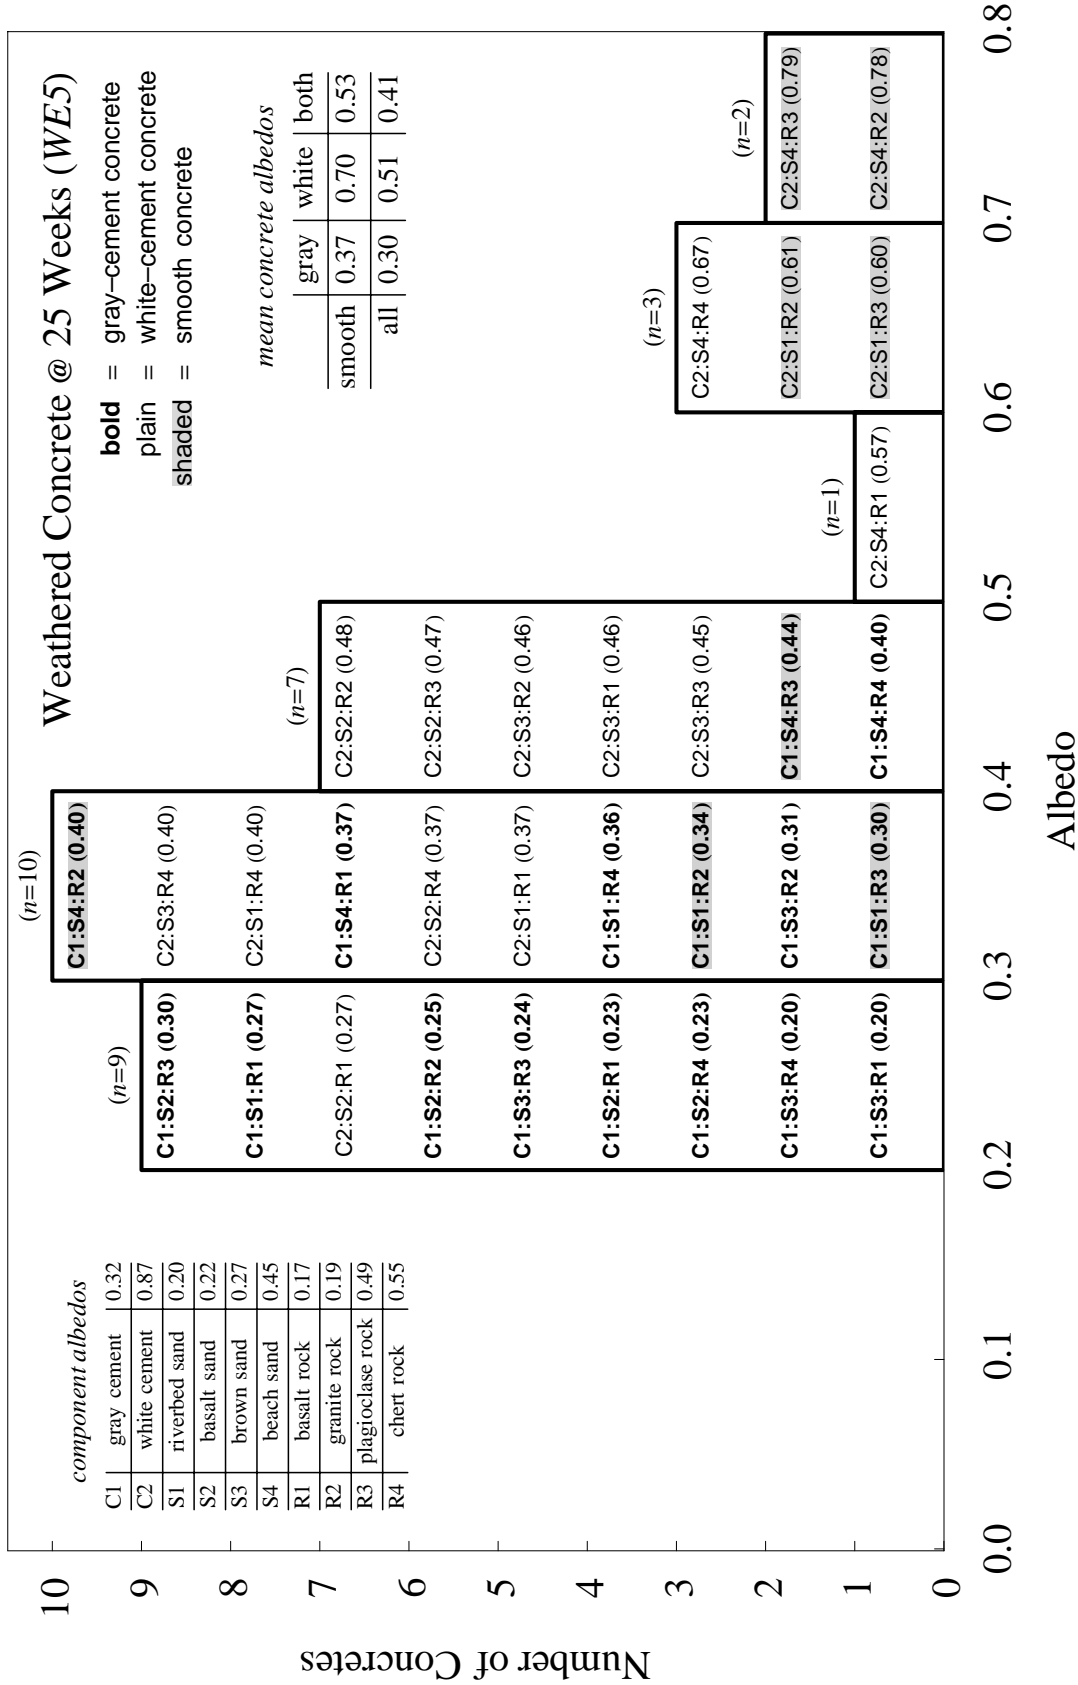 Weathered Concrete @ 25 Weeks (WE5)
bold = gray–cement concrete
plain = white–cement concrete
shaded = smooth concrete
mean concrete albedos
gray white both
smooth 0.37 0.70 0.53
all 0.30 0.51 0.41
component albedos
C1 gray cement 0.32
C2 white cement 0.87
S1 riverbed sand 0.20
S2 basalt sand 0.22
S3 brown sand 0.27
S4 beach sand 0.45
R1 basalt rock 0.17
R2 granite rock 0.19
R3 plagioclase rock 0.49
R4 chert rock 0.55
(n=9)
C1:S2:R3 (0.30)
C1:S1:R1 (0.27)
C2:S2:R1 (0.27)
C1:S2:R2 (0.25)
C1:S3:R3 (0.24)
C1:S2:R1 (0.23)
C1:S2:R4 (0.23)
C1:S3:R4 (0.20)
C1:S3:R1 (0.20)
(n=10)
C1:S4:R2 (0.40)
C2:S3:R4 (0.40)
C2:S1:R4 (0.40)
C1:S4:R1 (0.37)
C2:S2:R4 (0.37)
C2:S1:R1 (0.37)
C1:S1:R4 (0.36)
C1:S1:R2 (0.34)
C1:S3:R2 (0.31)
C1:S1:R3 (0.30)
(n=7)
C2:S2:R2 (0.48)
C2:S2:R3 (0.47)
C2:S3:R2 (0.46)
C2:S3:R1 (0.46)
C2:S3:R3 (0.45)
C1:S4:R3 (0.44)
C1:S4:R4 (0.40)
(n=1)
C2:S4:R1 (0.57)
(n=3)
C2:S4:R4 (0.67)
C2:S1:R2 (0.61)
C2:S1:R3 (0.60)
(n=2)
C2:S4:R3 (0.79)
C2:S4:R2 (0.78)
10
9
8
7
6
5
4
3
2
1
0
Number of Concretes
0.0 0.1 0.2 0.3 0.4 0.5 0.6 0.7 0.8
Albedo